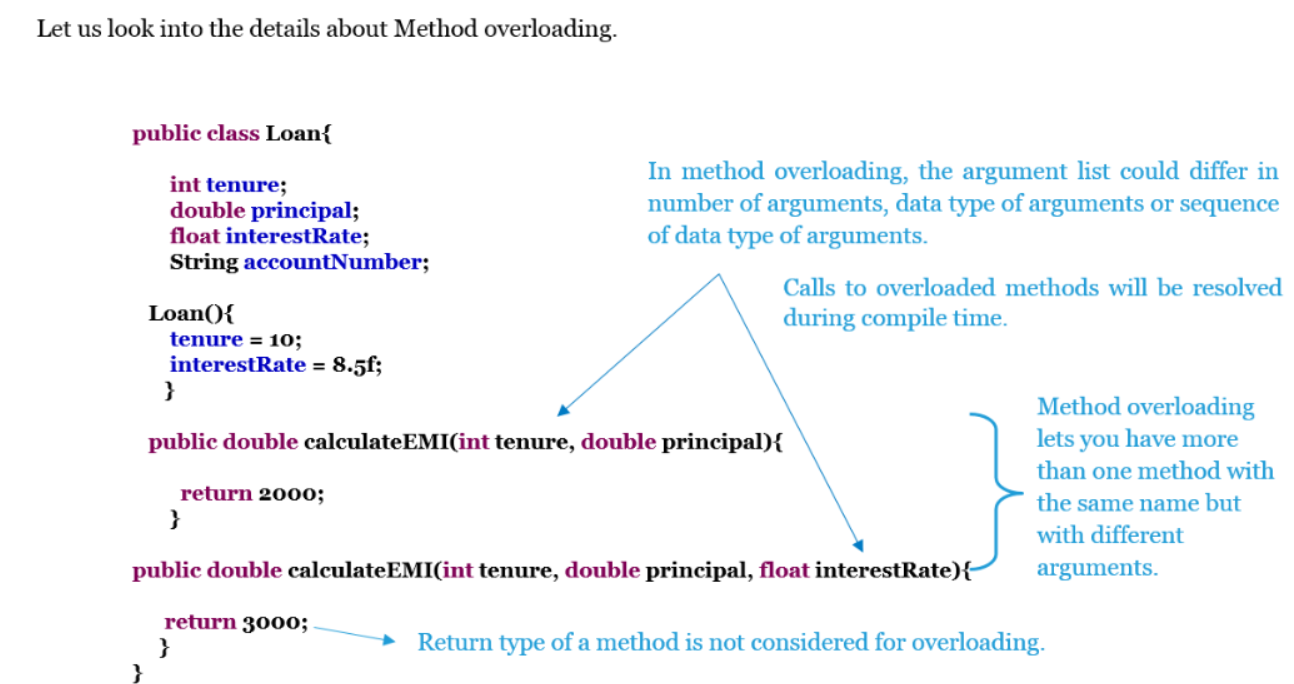 Let us look into the details about Method overloading.
public class Loan{
int tenure;
double principal;
float interestRate;
String accountNumber;
Loan(){
tenure = 10;
interestRate = 8.5f;
}
public double calculateEMI(int tenure, double principal){
return 2000;
}
public double calculateEMI(int tenure, double principal, float interestRate){
return 3000;
}
}
In method overloading, the argument list could differ in
number of arguments, data type of arguments or sequence
of data type of arguments.
Calls to overloaded methods will be resolved
during compile time.
Method overloading
lets you have more
than one method with
the same name but
with different
arguments.
Return type of a method is not considered for overloading.